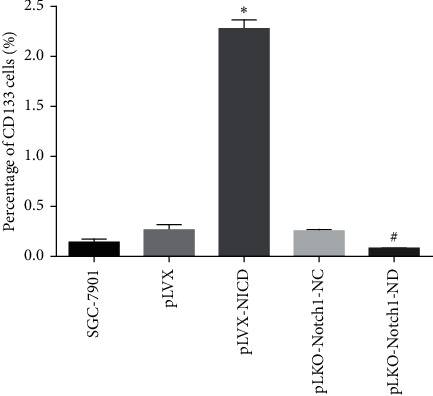 Percentage of CD133 cells (%)
2.5
2.0
1.5
1.0
0.5
0.0
*
#
SGC-7901
pLVX
pLVX-NICD
pLKO-Notch1-NC
pLKO-Notch1-ND